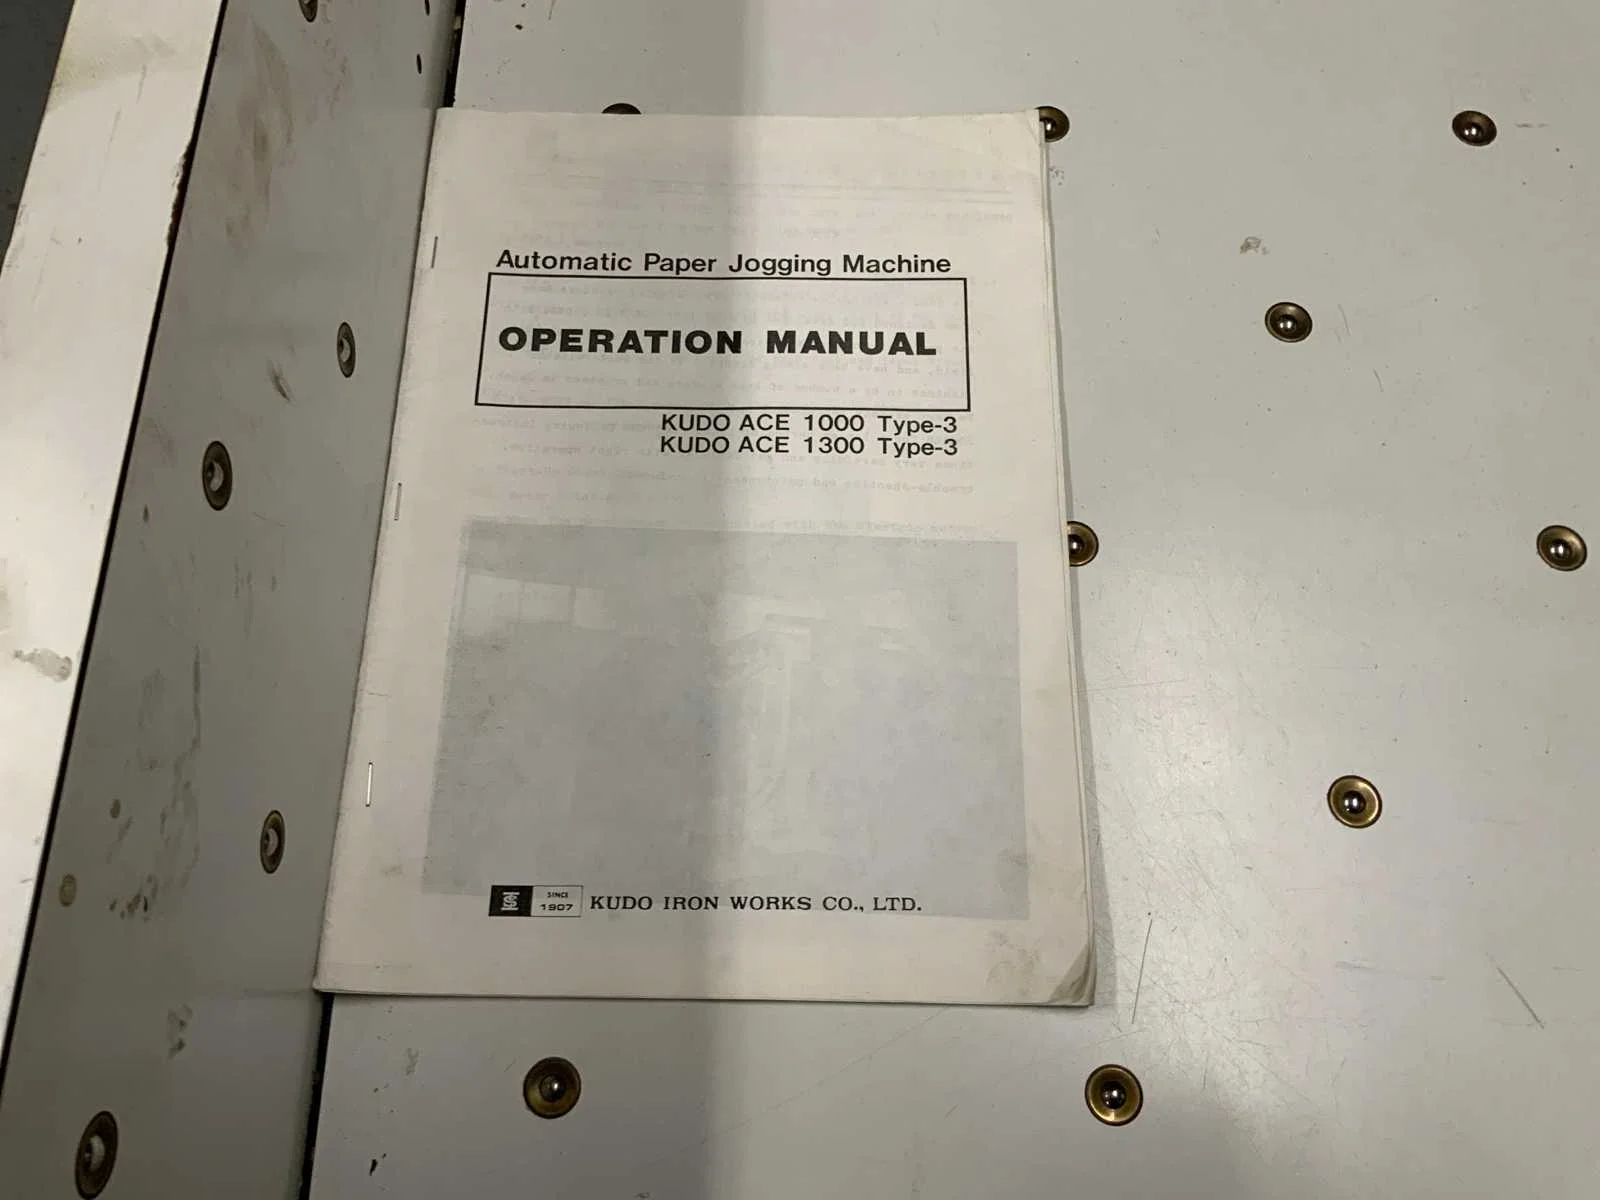 Automatic Paper Jogging Machine
OPERATION MANUAL
KUDO ACE 1000 Type-3
KUDO ACE 1300 Type-3
SINCE
1907
KUDO IRON WORKS CO., LTD.